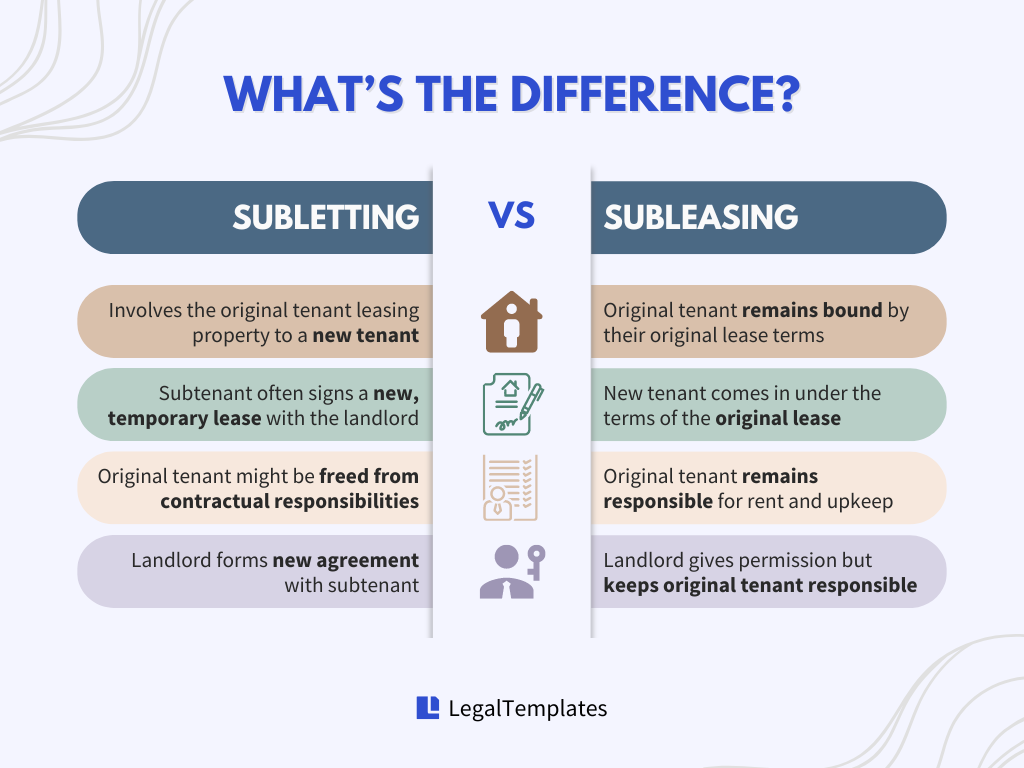 WHAT’S THE DIFFERENCE?
SUBLETTING
VS
SUBLEASING
Involves the original tenant leasing
property to a new tenant
Original tenant remains bound by
their original lease terms
Subtenant often signs a new,
temporary lease with the landlord
New tenant comes in under the
terms of the original lease
Original tenant might be freed from
contractual responsibilities
Original tenant remains
responsible for rent and upkeep
Landlord forms new agreement
with subtenant
Landlord gives permission but
keeps original tenant responsible
LegalTemplates